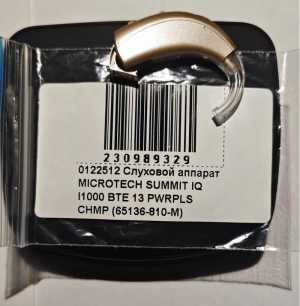 230989329
0122512 Слуховой аппарат
MICROTECH SUMMIT IQ
I1000 BTE 13 PWRPLS
CHMP (65136-810-M)